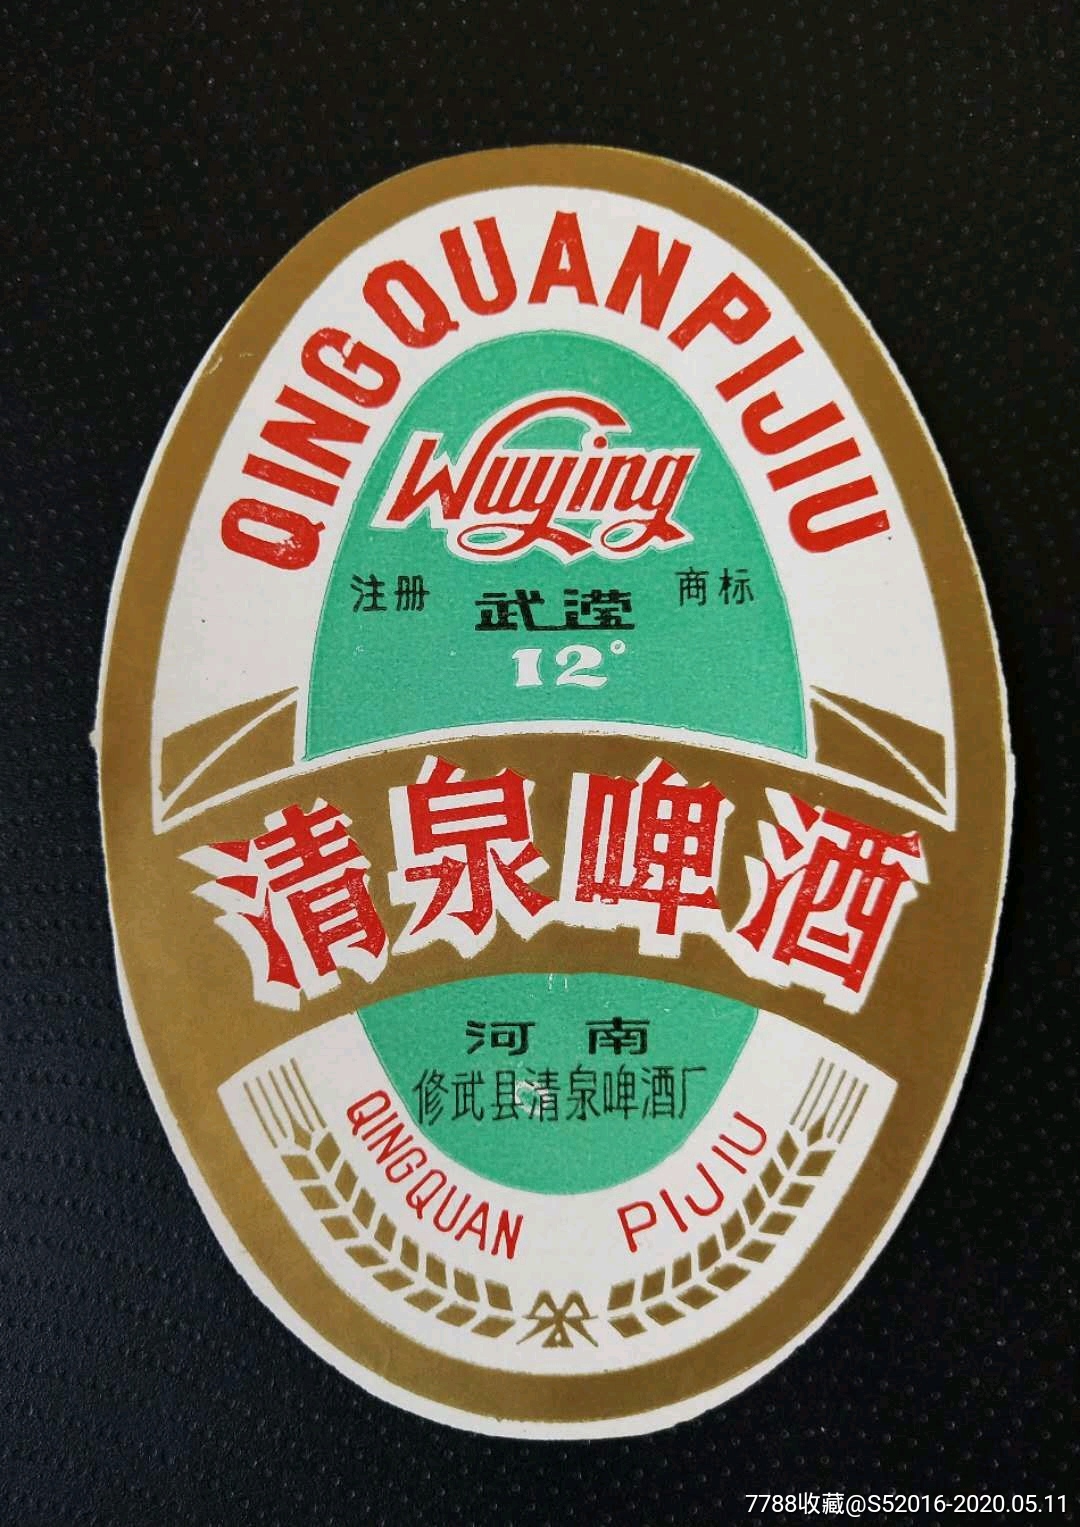 QINGQUANPIJIU
Wuying
注册 武滢 商标
12°
清泉啤酒
河南
修武县清泉啤酒厂
QINGQUAN PIJIU
7788收藏@S52016-2020.05.11